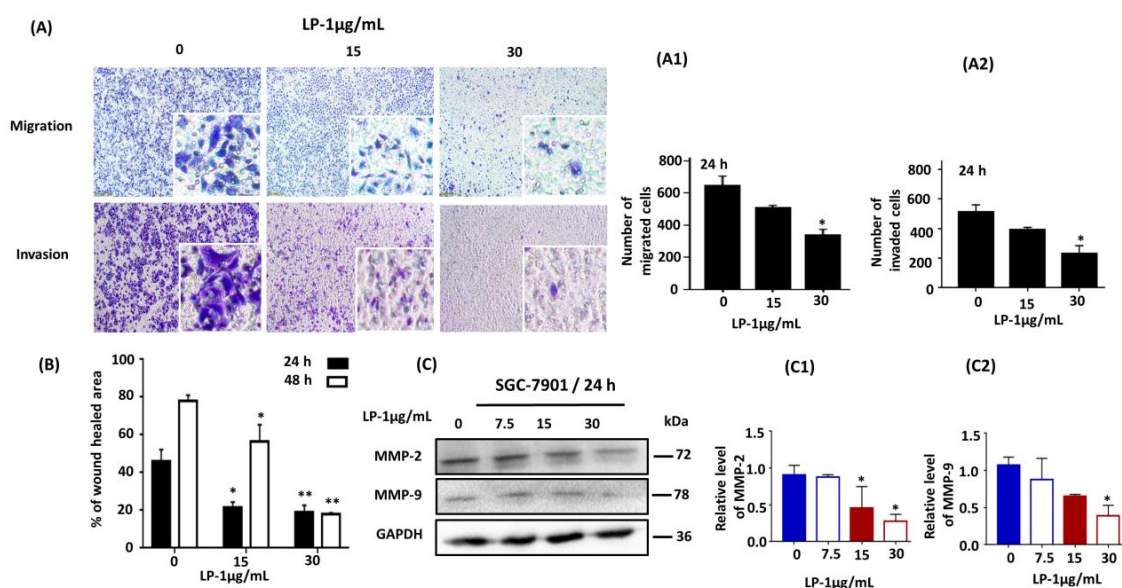 (A)
LP-1µg/mL
0 15 30
Migration
Invasion
(A1)
24 h
Number of
migrated cells
800
600
400
200
0
0 15 30
*
LP-1µg/mL
(A2)
24 h
Number of
invaded cells
800
600
400
200
0
0 15 30
*
LP-1µg/mL
(B)
24 h
48 h
% of wound healed area
100
80
60
40
20
0
* * ** **
0 15 30
LP-1µg/mL
(C)
SGC-7901 / 24 h
LP-1µg/mL 0 7.5 15 30 kDa
MMP-2 72
MMP-9 78
GAPDH 36
(C1)
Relative level
of MMP-2
1.5
1.0
0.5
0.0
* *
0 7.5 15 30
LP-1µg/mL
(C2)
Relative level
of MMP-9
1.5
1.0
0.5
0.0
*
0 7.5 15 30
LP-1µg/mL